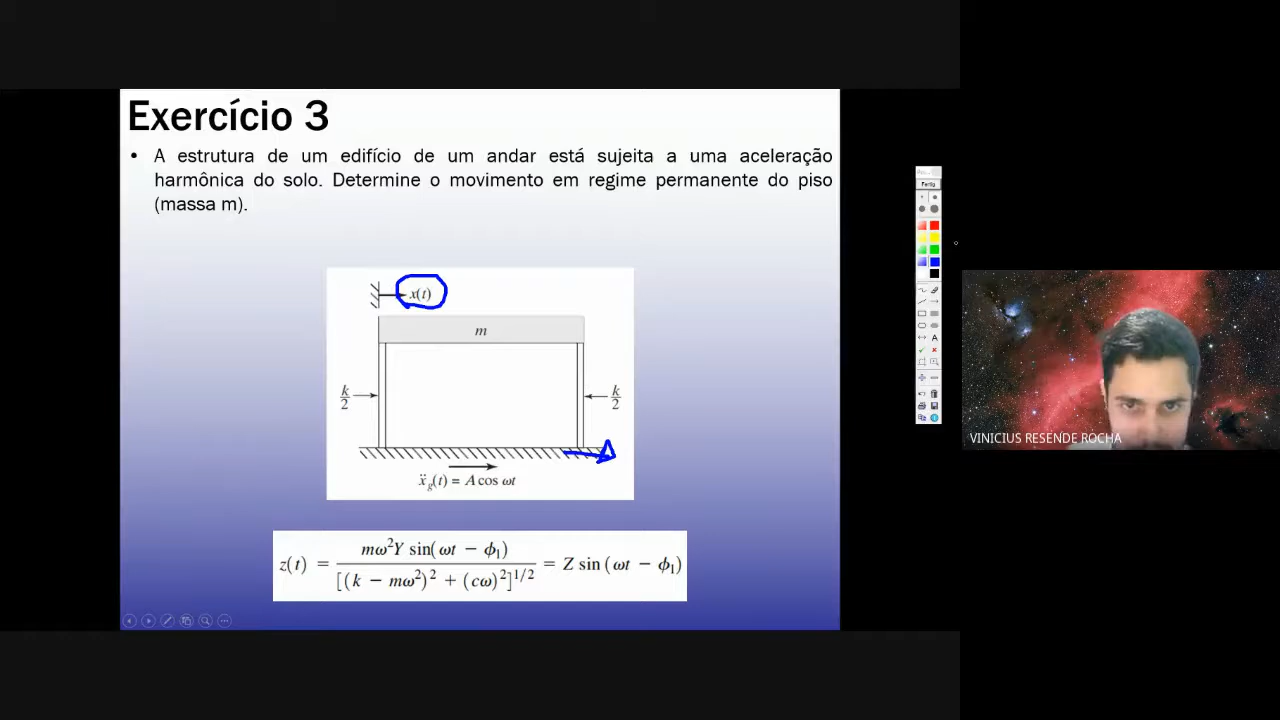 Exercício 3
• A estrutura de um edifício de um andar está sujeita a uma aceleração
harmônica do solo. Determine o movimento em regime permanente do piso
(massa m).
x(t)
m
k/2
k/2
ẍg(t) = A cos ωt
z(t) = mω²Y sin(ωt − ϕ₁) / [(k − mω²)² + (cω)²]^1/2 = Z sin (ωt − ϕ₁)
Fertig
A
VINICIUS RESENDE ROCHA